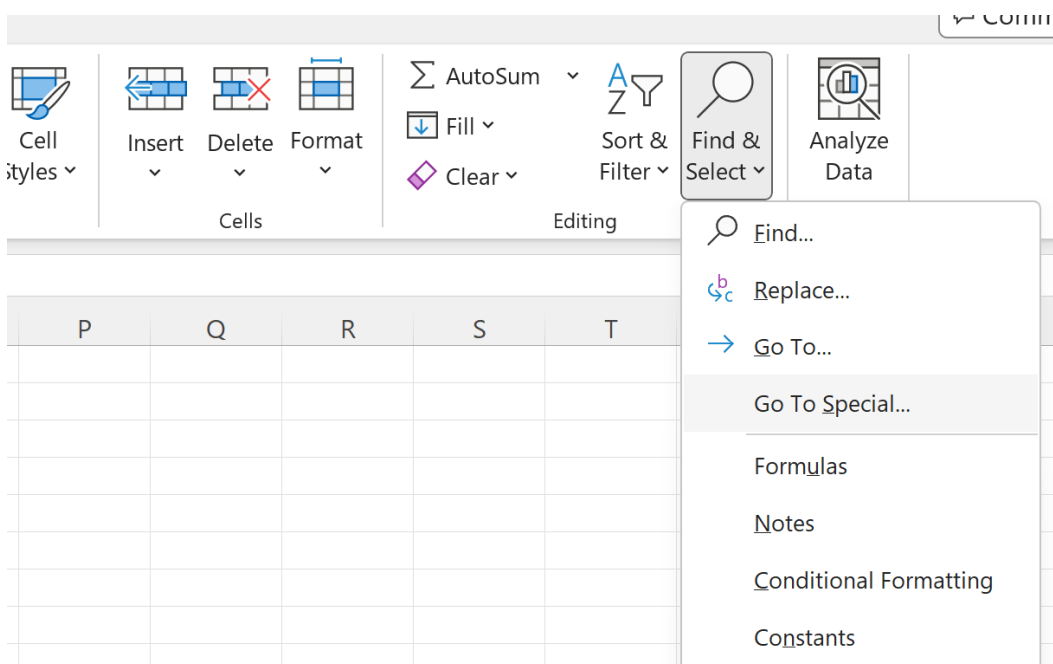 Comm
Cell
Styles
Insert
Delete
Format
Cells
AutoSum
Fill
Clear
Sort &
Filter
Find &
Select
Editing
Analyze
Data
Find...
Replace...
Go To...
Go To Special...
Formulas
Notes
Conditional Formatting
Constants
P Q R S T